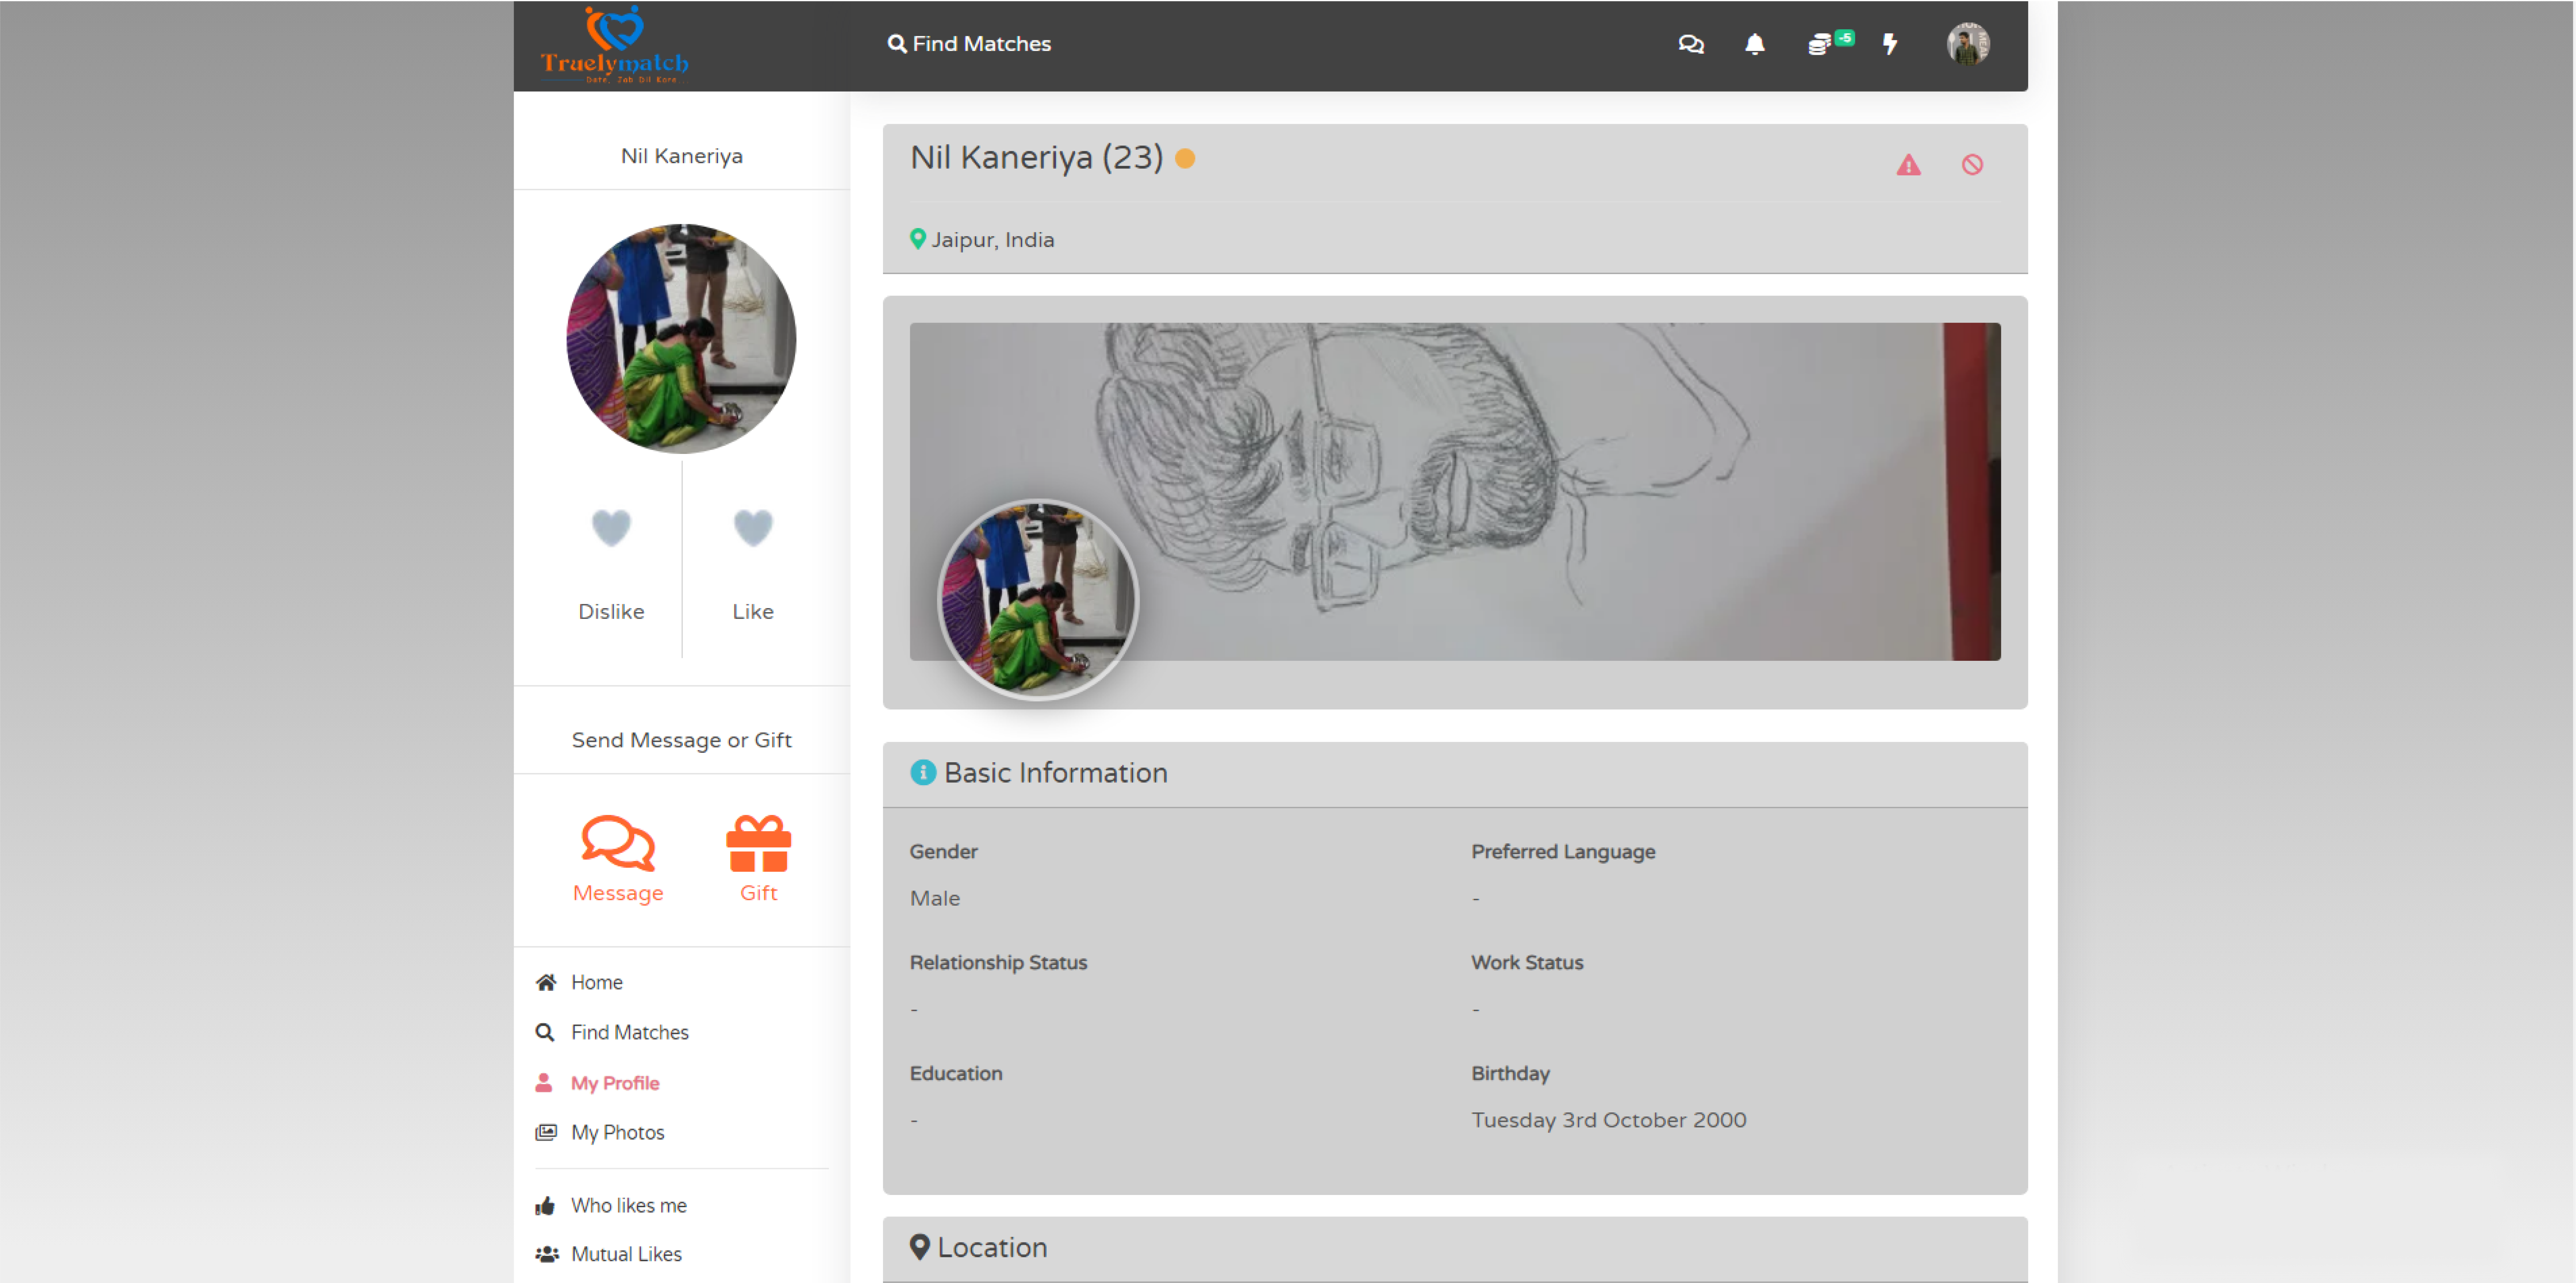 Truelymatch
Date, Jab Dil Kare
Find Matches
-5
Nil Kaneriya
Dislike
Like
Send Message or Gift
Message
Gift
Home
Find Matches
My Profile
My Photos
Who likes me
Mutual Likes
Nil Kaneriya (23)
Jaipur, India
Basic Information
Gender
Male
Preferred Language
-
Relationship Status
-
Work Status
-
Education
-
Birthday
Tuesday 3rd October 2000
Location